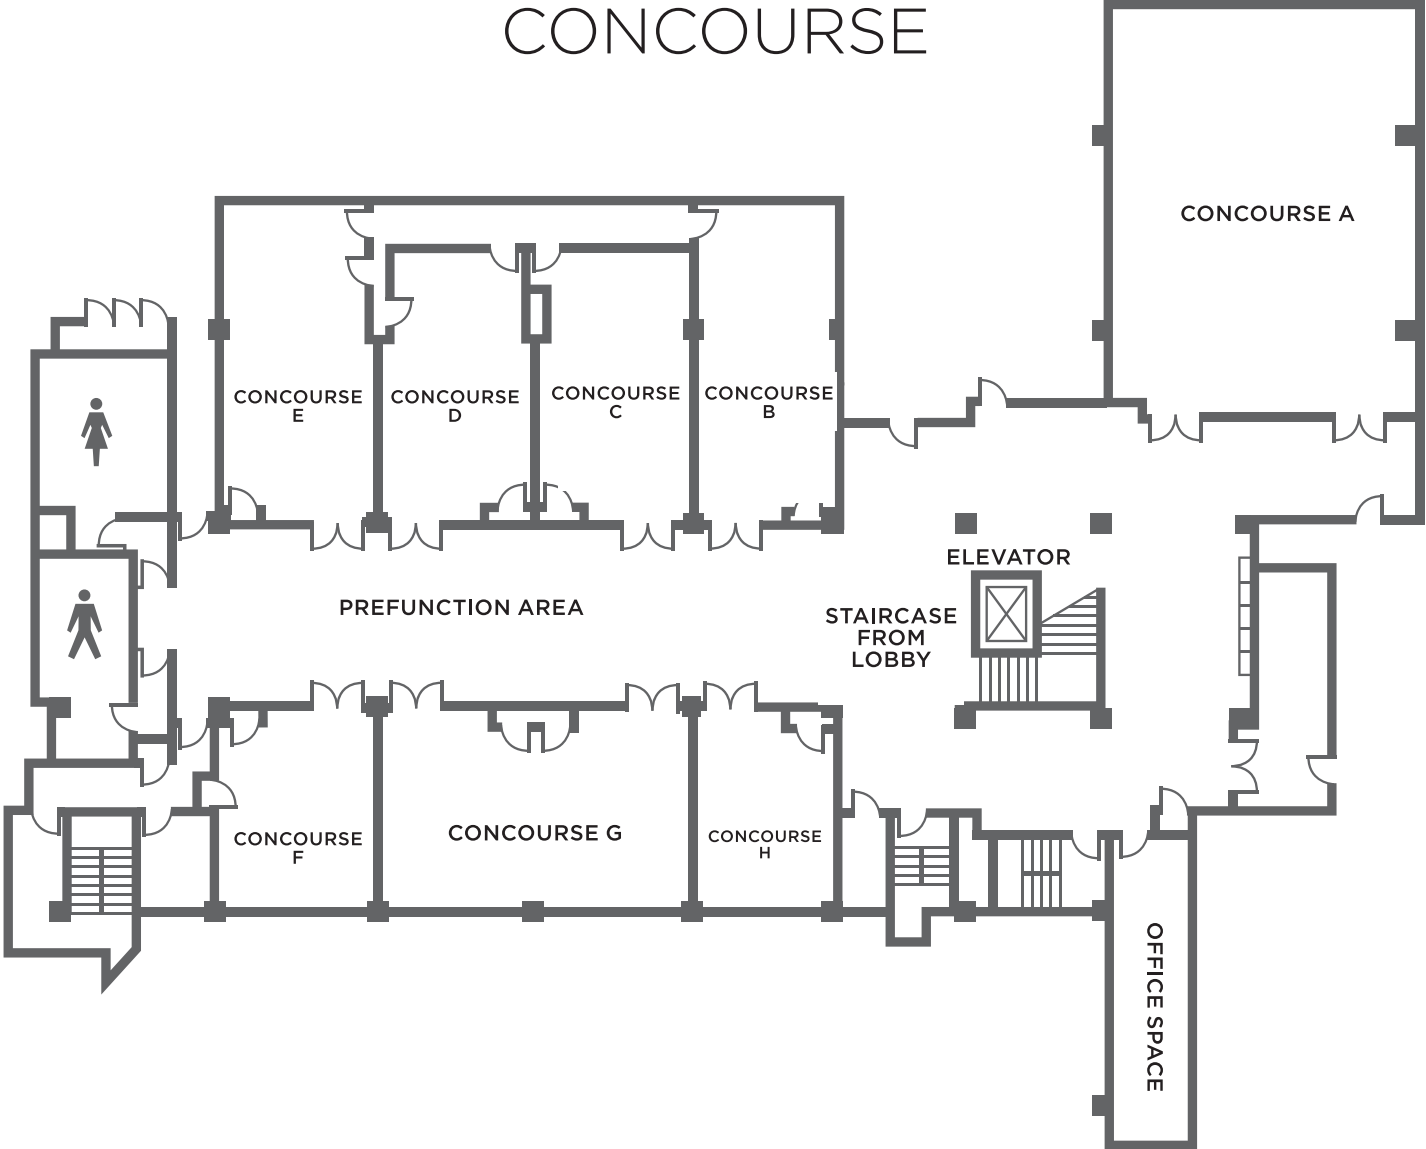 CONCOURSE
CONCOURSE A
CONCOURSE
E
CONCOURSE
D
CONCOURSE
C
CONCOURSE
B
ELEVATOR
PREFUNCTION AREA
STAIRCASE
FROM
LOBBY
CONCOURSE
F
CONCOURSE G
CONCOURSE
H
OFFICE SPACE